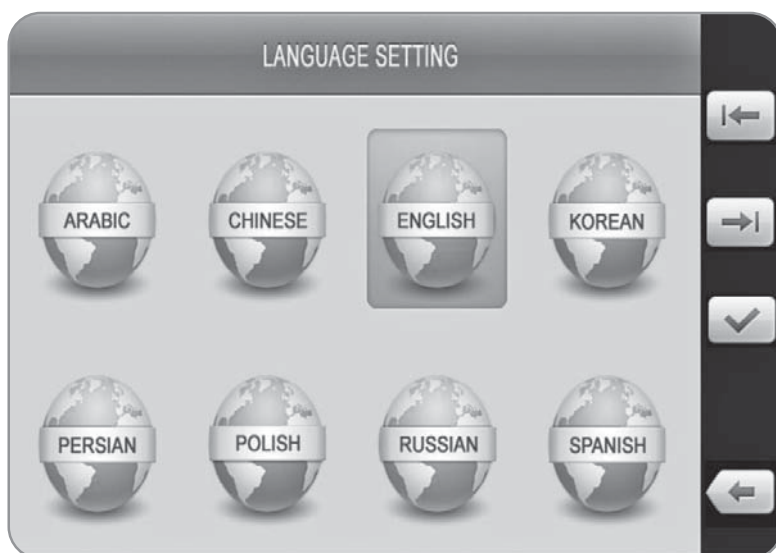 LANGUAGE SETTING
ARABIC CHINESE ENGLISH KOREAN
PERSIAN POLISH RUSSIAN SPANISH